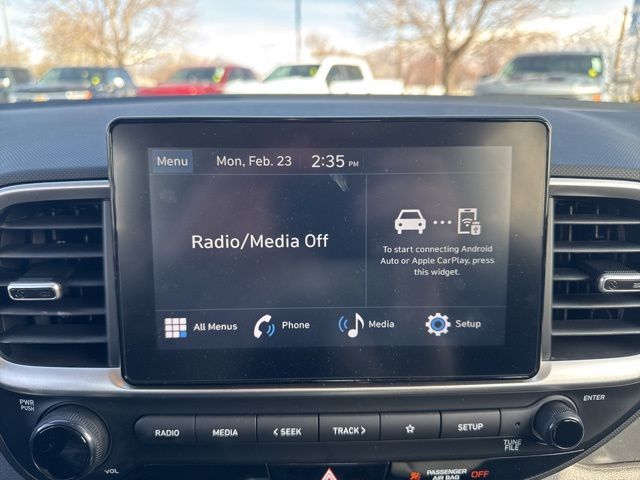 Menu Mon, Feb. 23 2:35 PM
Radio/Media Off
To start connecting Android
Auto or Apple CarPlay, press
this widget.
All Menus Phone Media Setup
PWR
PUSH
VOL
RADIO MEDIA < SEEK TRACK > SETUP
ENTER
TUNE
FILE
PASSENGER
AIR BAG OFF